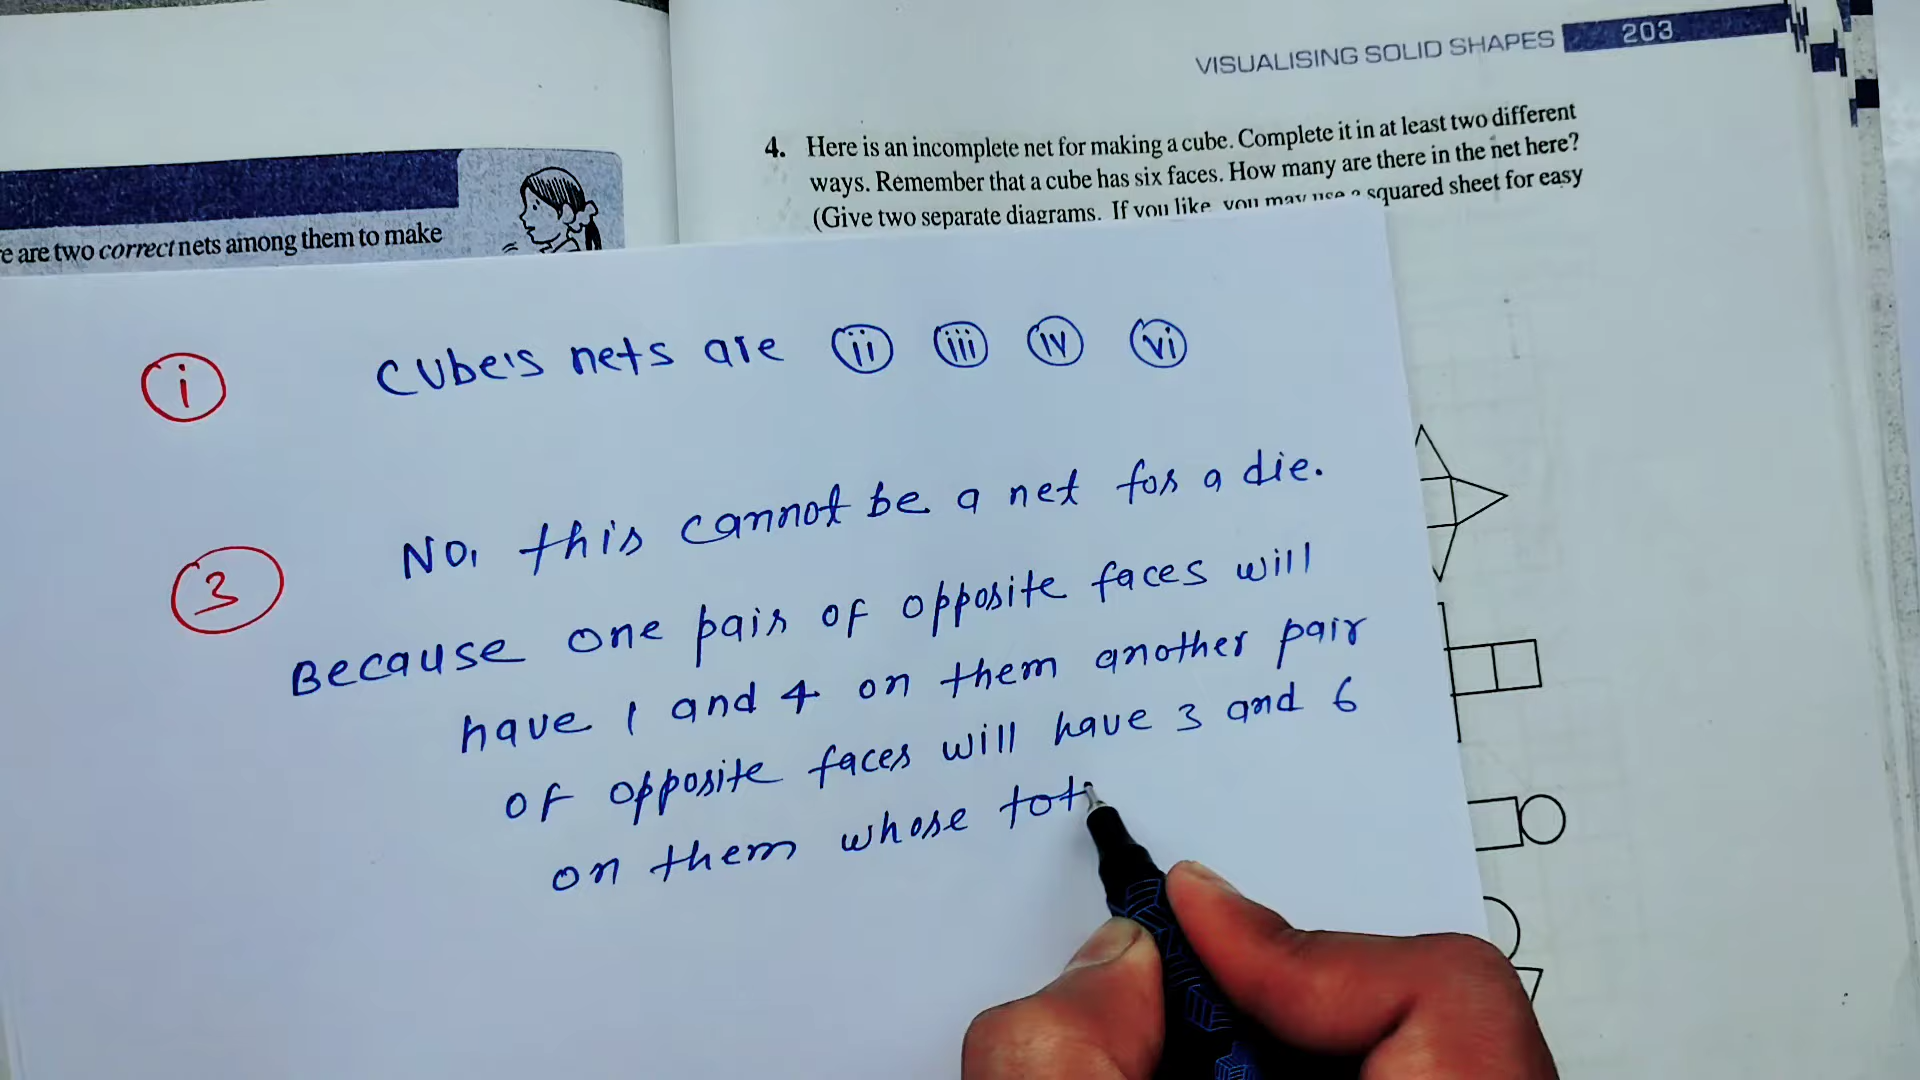 VISUALISING SOLID SHAPES 203
4. Here is an incomplete net for making a cube. Complete it in at least two different
ways. Remember that a cube has six faces. How many are there in the net here?
(Give two separate diagrams. If you like, you may use a squared sheet for easy
re are two correct nets among them to make
i cube's nets are ii iii iv vi
3 No, this cannot be a net for a die.
Because one pair of opposite faces will
have 1 and 4 on them another pair
of opposite faces will have 3 and 6
on them whose tot